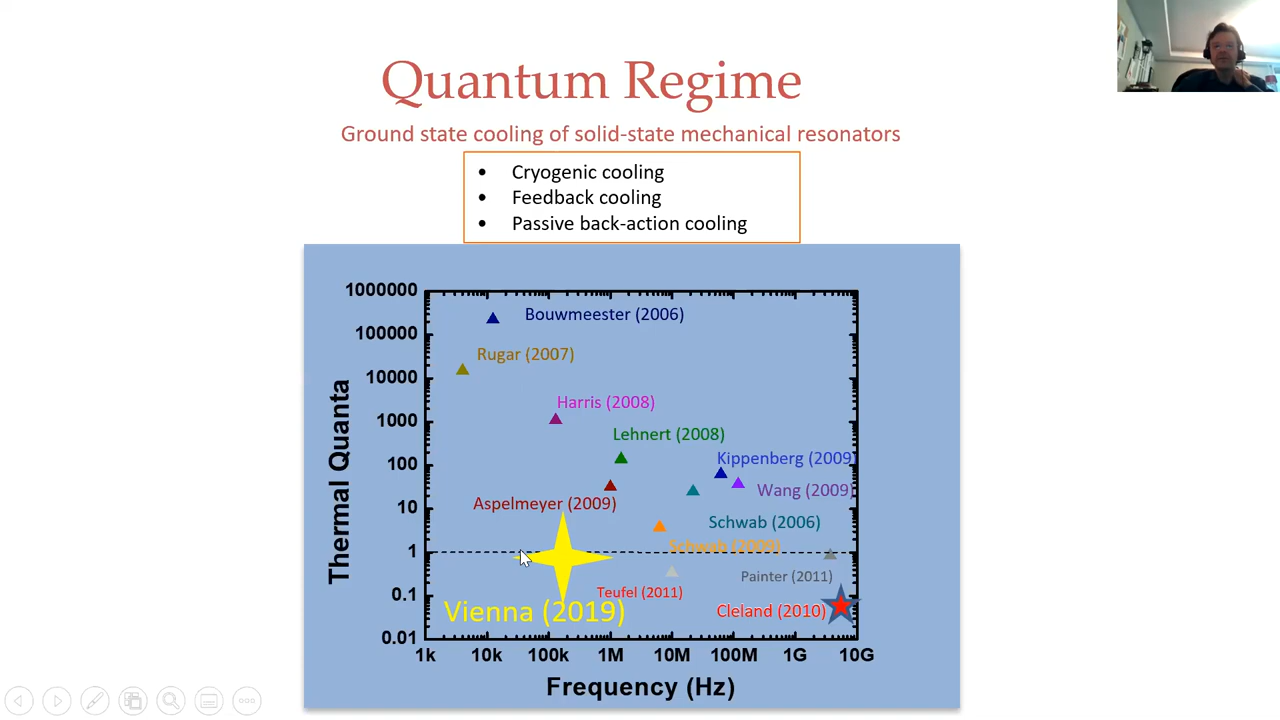 Quantum Regime
Ground state cooling of solid-state mechanical resonators
• Cryogenic cooling
• Feedback cooling
• Passive back-action cooling
1000000
100000
10000
1000
100
10
1
0.1
0.01
Thermal Quanta
Bouwmeester (2006)
Rugar (2007)
Harris (2008)
Lehnert (2008)
Kippenberg (2009)
Wang (2009)
Aspelmeyer (2009)
Schwab (2006)
Schwab (2009)
Painter (2011)
Teufel (2011)
Vienna (2019)
Cleland (2010)
1k 10k 100k 1M 10M 100M 1G 10G
Frequency (Hz)